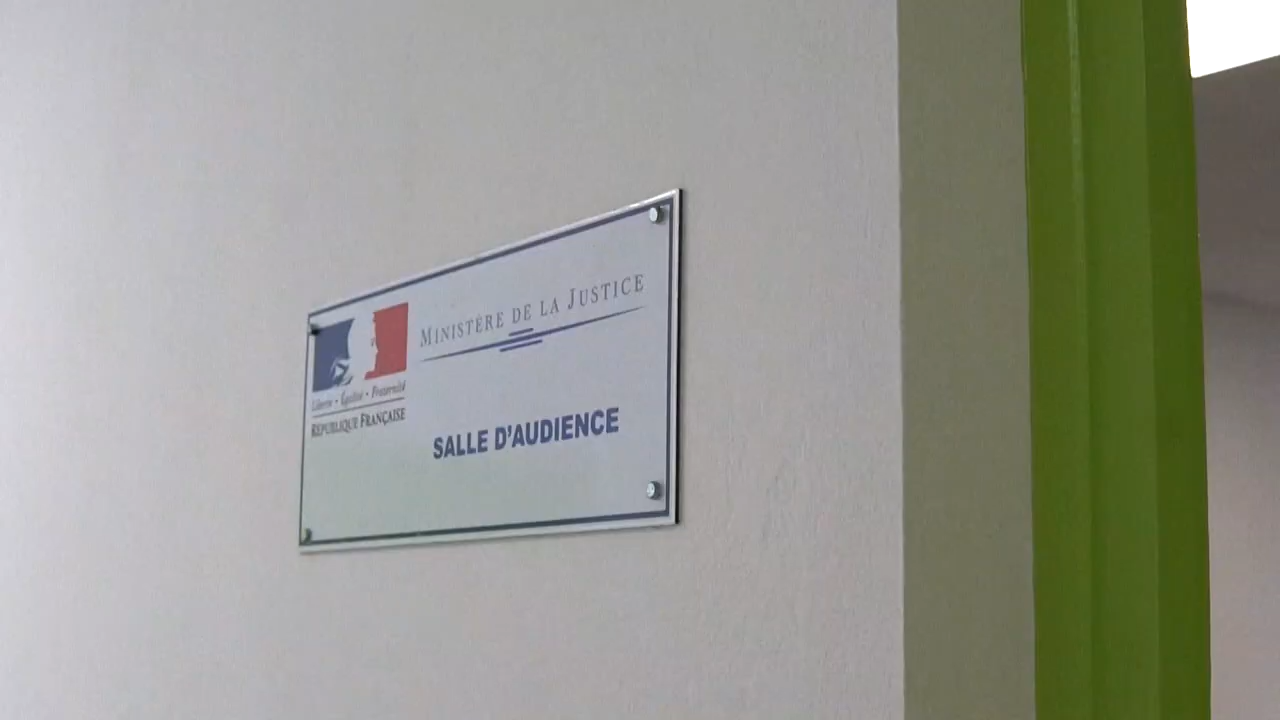 Liberté • Égalité • Fraternité
RÉPUBLIQUE FRANÇAISE
MINISTÈRE DE LA JUSTICE
SALLE D'AUDIENCE